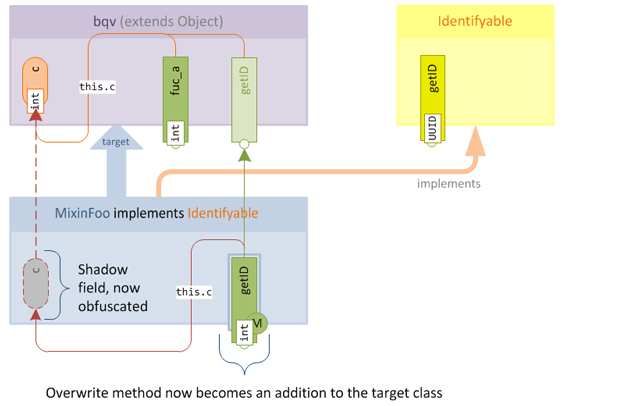 bqv (extends Object)
Identifyable
c
int
this.c
fuc_a
int
getID
getID
UUID
target
implements
MixinFoo implements Identifyable
c
Shadow
field, now
obfuscated
this.c
getID
int
M
Overwrite method now becomes an addition to the target class